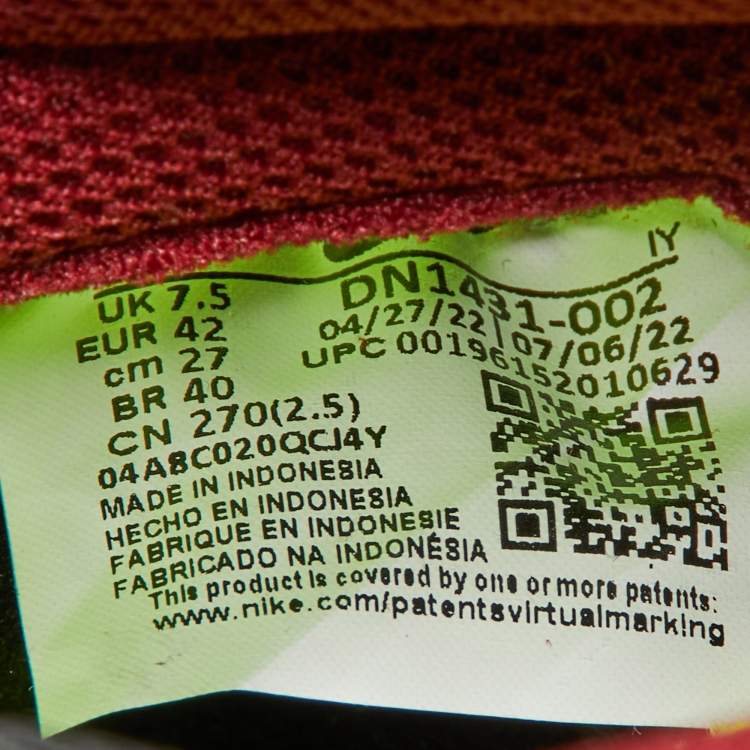 IY
UK 7.5
EUR 42
cm 27
BR 40
CN 270(2.5)
04A8C020QCJ4Y
DN1431-002
04/27/22 | 07/06/22
UPC 00196152010629
MADE IN INDONESIA
HECHO EN INDONESIA
FABRIQUE EN INDONESIE
FABRICADO NA INDONÉSIA
This product is covered by one or more patents:
www.nike.com/patentsvirtualmarking